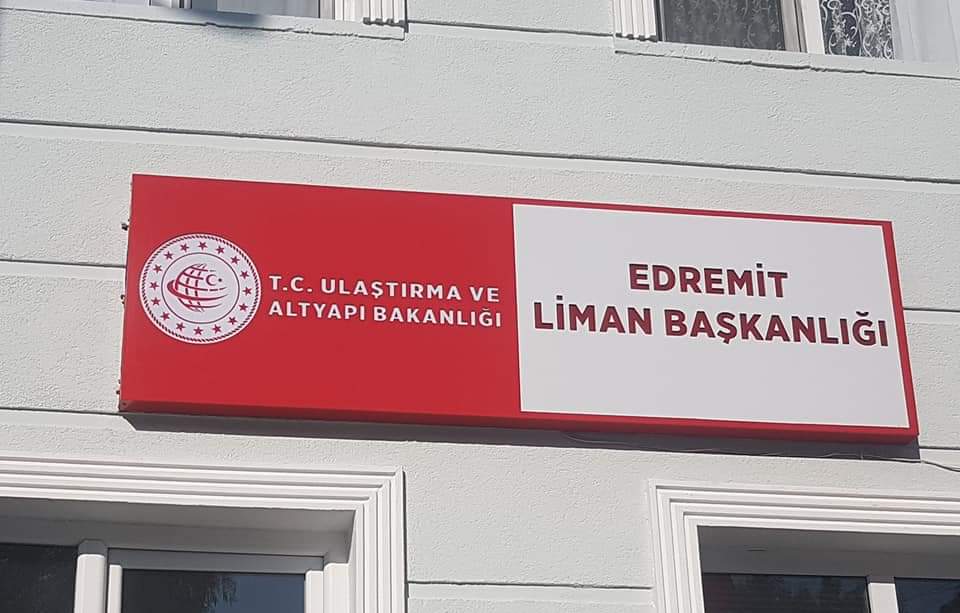 T.C. ULAŞTIRMA VE
ALTYAPI BAKANLIĞI
EDREMİT
LİMAN BAŞKANLIĞI